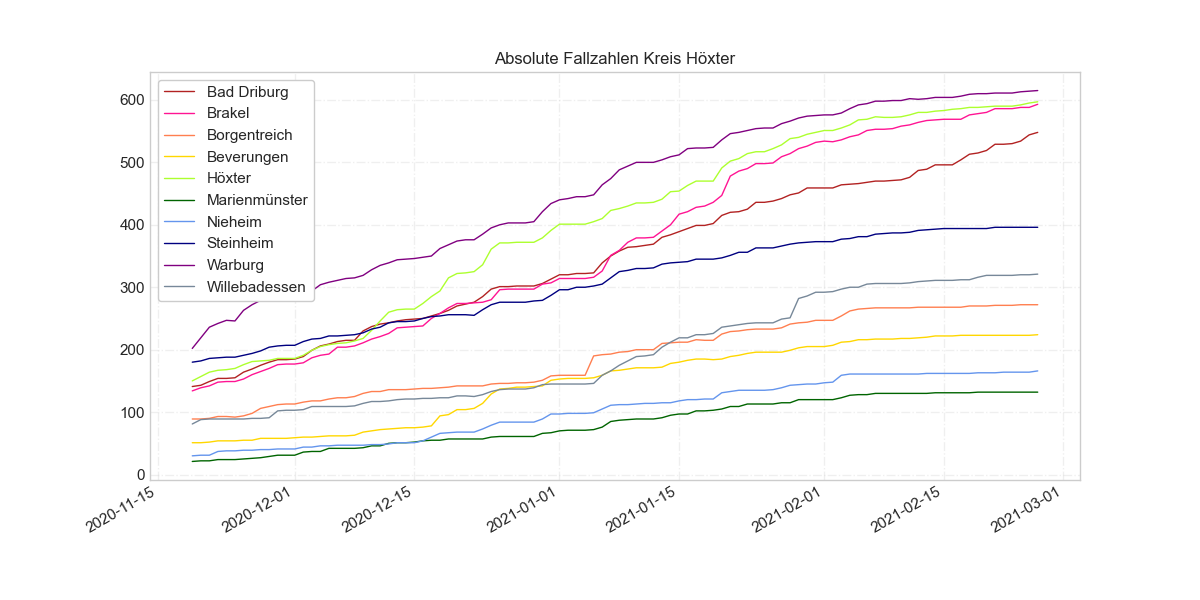 Absolute Fallzahlen Kreis Höxter
600
500
400
300
200
100
0
Bad Driburg
Brakel
Borgentreich
Beverungen
Höxter
Marienmünster
Nieheim
Steinheim
Warburg
Willebadessen
2020-11-15
2020-12-01
2020-12-15
2021-01-01
2021-01-15
2021-02-01
2021-02-15
2021-03-01